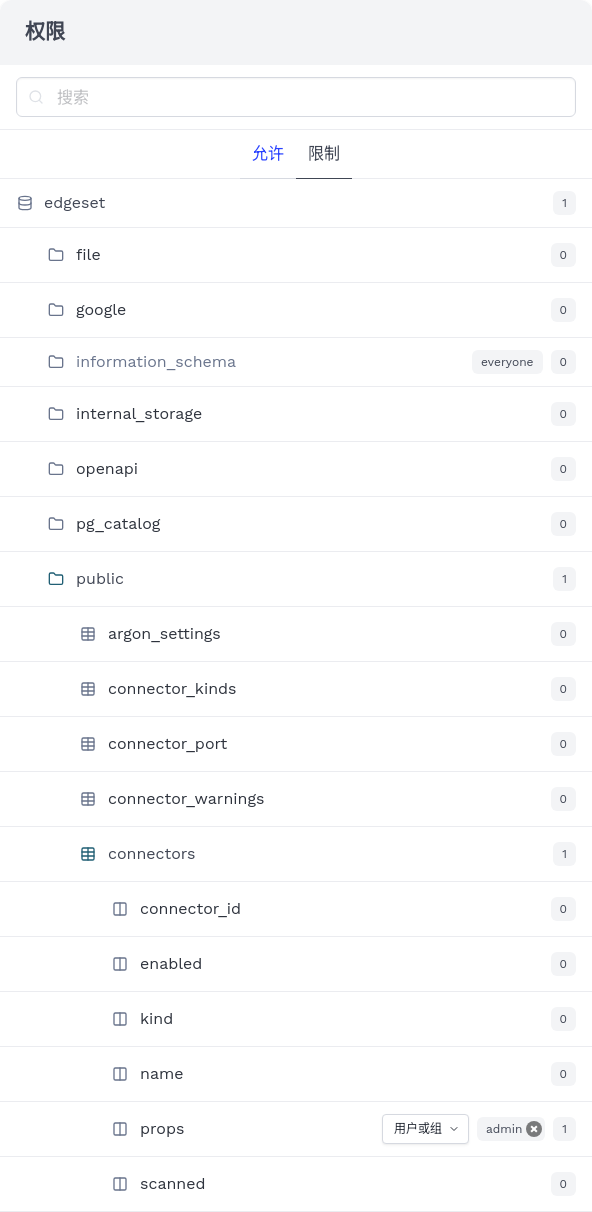 权限
搜索
允许 限制
edgeset 1
file 0
google 0
information_schema everyone 0
internal_storage 0
openapi 0
pg_catalog 0
public 1
argon_settings 0
connector_kinds 0
connector_port 0
connector_warnings 0
connectors 1
connector_id 0
enabled 0
kind 0
name 0
props 用户或组 admin 1
scanned 0